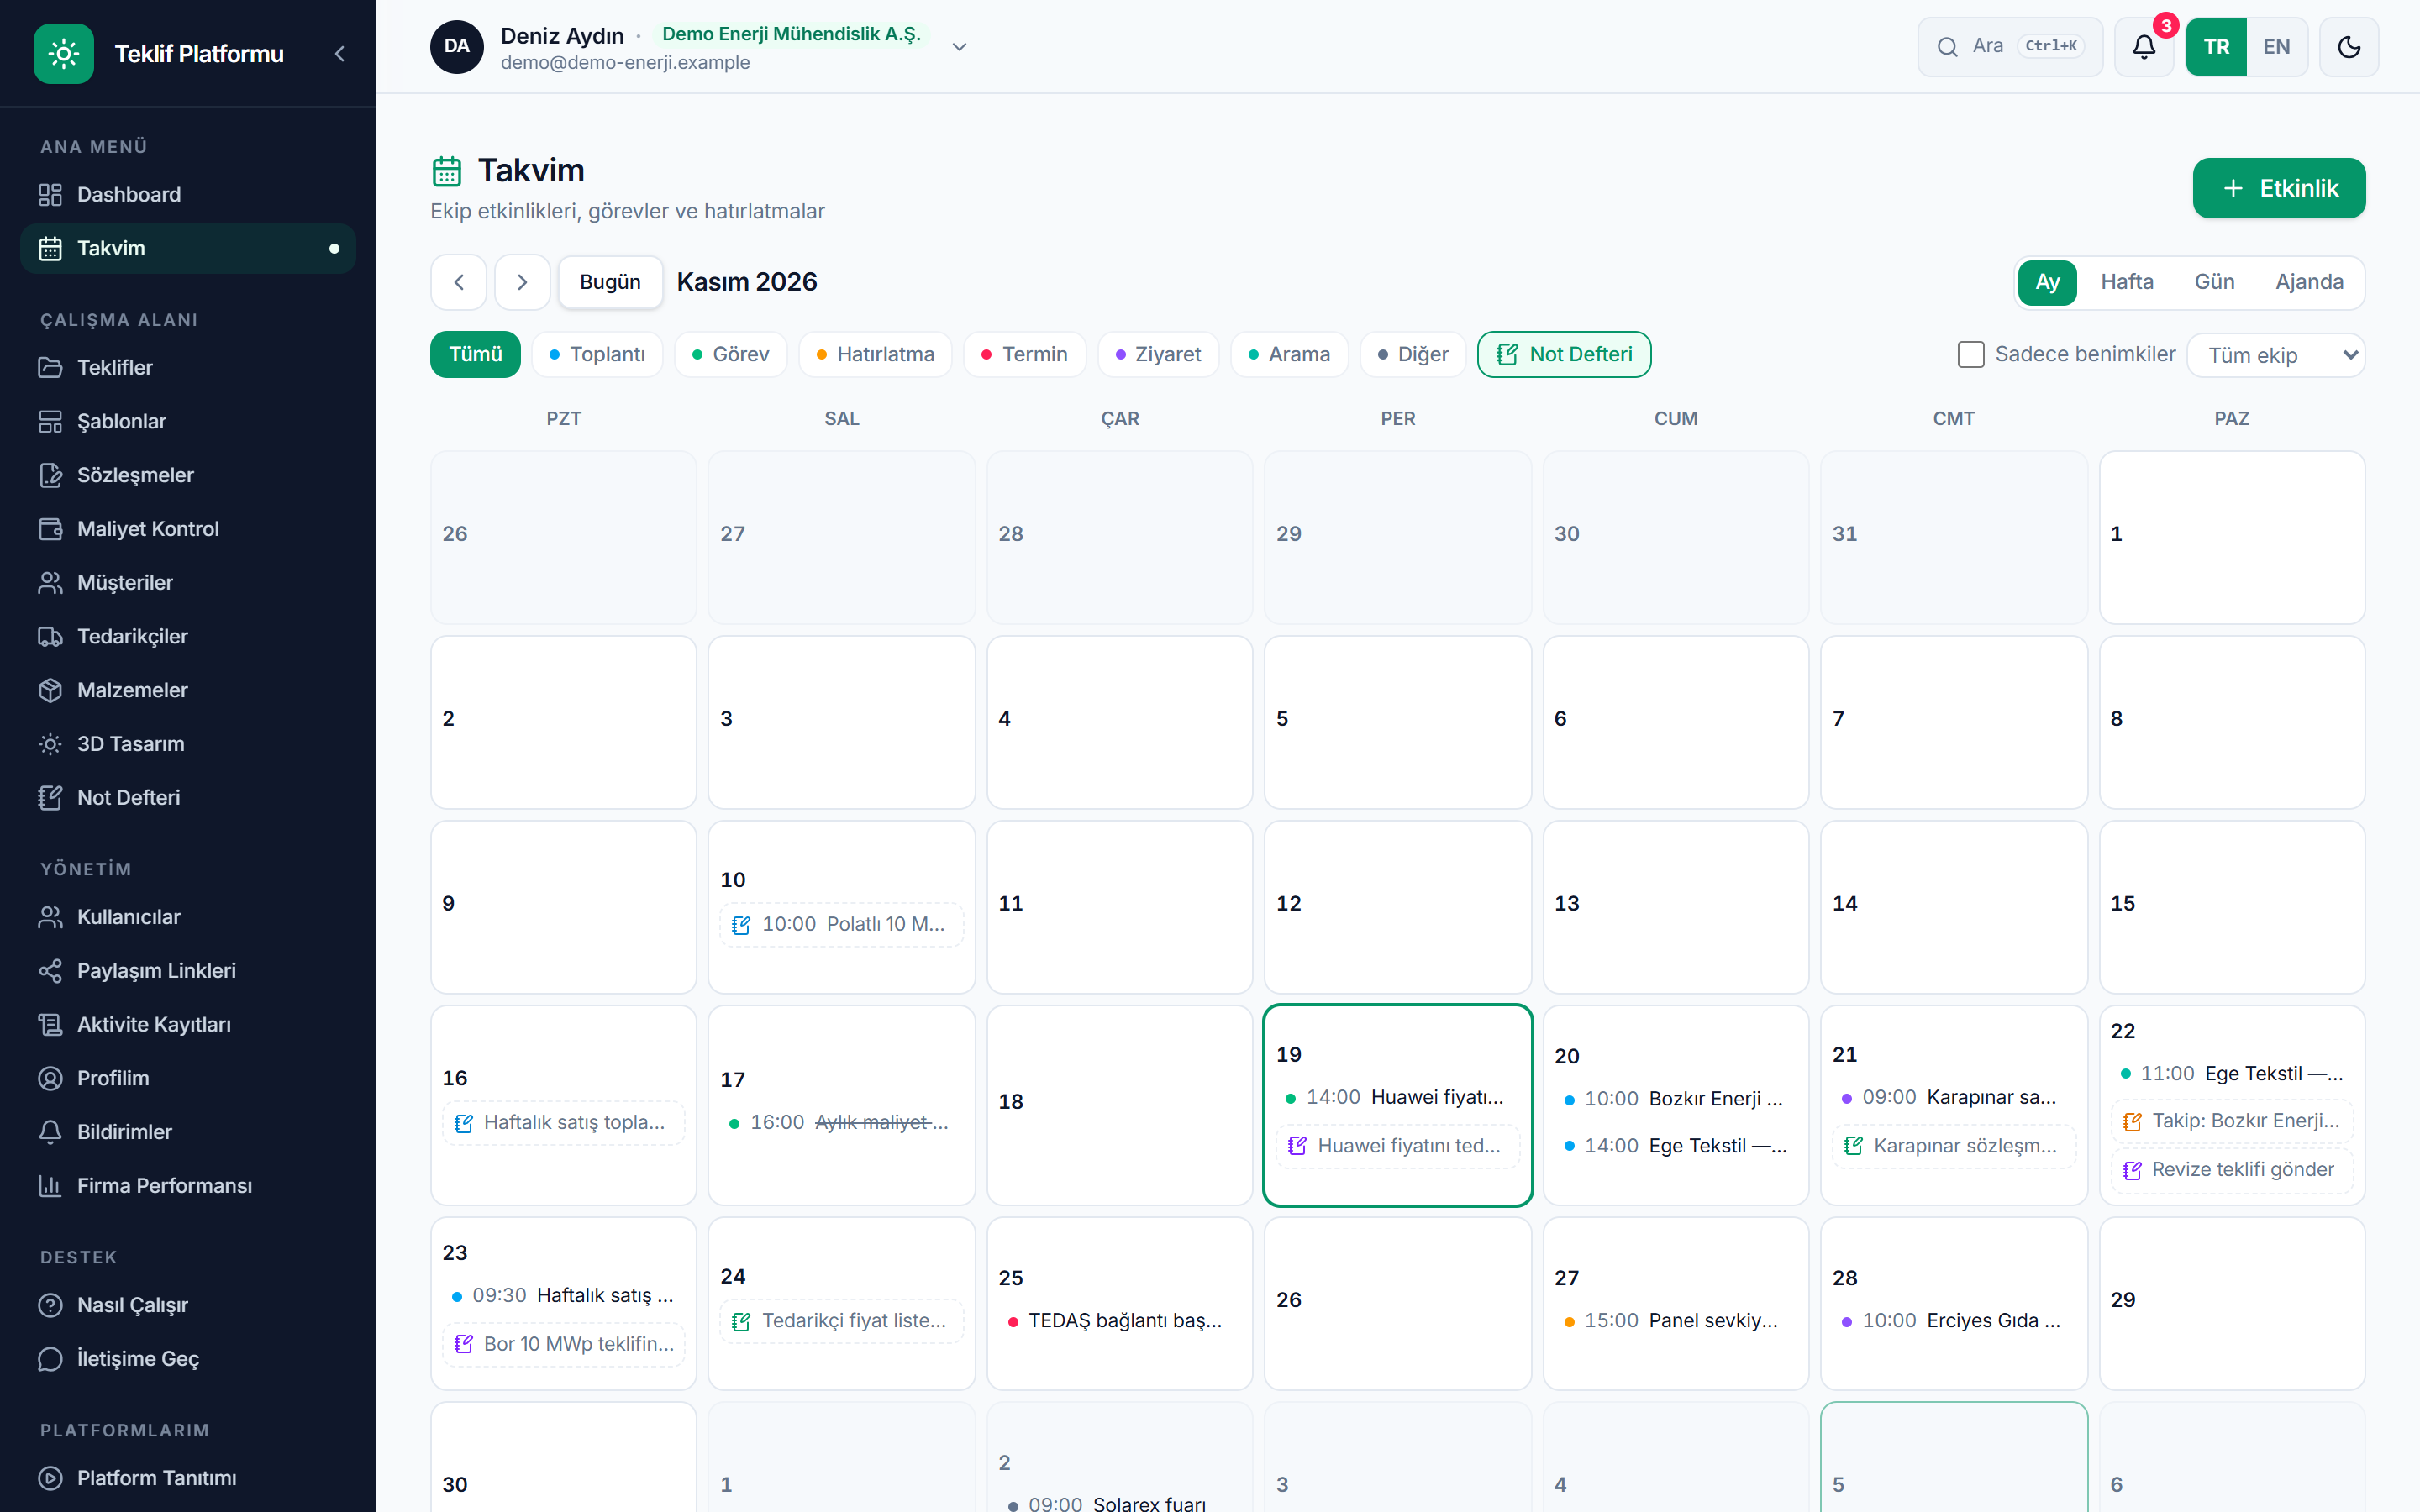 Teklif Platformu
ANA MENÜ
Dashboard
Takvim
ÇALIŞMA ALANI
Teklifler
Şablonlar
Sözleşmeler
Maliyet Kontrol
Müşteriler
Tedarikçiler
Malzemeler
3D Tasarım
Not Defteri
YÖNETİM
Kullanıcılar
Paylaşım Linkleri
Aktivite Kayıtları
Profilim
Bildirimler
Firma Performansı
DESTEK
Nasıl Çalışır
İletişime Geç
PLATFORMLARIM
Platform Tanıtımı
DA
Deniz Aydın · Demo Enerji Mühendislik A.Ş.
demo@demo-enerji.example
Ara Ctrl+K
3
TR EN
Takvim
Ekip etkinlikleri, görevler ve hatırlatmalar
+ Etkinlik
Bugün Kasım 2026
Ay Hafta Gün Ajanda
Tümü Toplantı Görev Hatırlatma Termin Ziyaret Arama Diğer Not Defteri
Sadece benimkiler Tüm ekip
PZT SAL ÇAR PER CUM CMT PAZ
26 27 28 29 30 31 1
2 3 4 5 6 7 8
9
10
10:00 Polatlı 10 M...
11 12 13 14 15
16
Haftalık satış topla...
17
16:00 Aylık maliyet ...
18
19
14:00 Huawei fiyatı...
Huawei fiyatını ted...
20
10:00 Bozkır Enerji ...
14:00 Ege Tekstil —...
21
09:00 Karapınar sa...
Karapınar sözleşm...
22
11:00 Ege Tekstil —...
Takip: Bozkır Enerji...
Revize teklifi gönder
23
09:30 Haftalık satış ...
Bor 10 MWp teklifin...
24
Tedarikçi fiyat liste...
25
TEDAŞ bağlantı baş...
26
27
15:00 Panel sevkiy...
28
10:00 Erciyes Gıda ...
29
30
1
2
09:00 Solarex fuarı
3
4
5
6